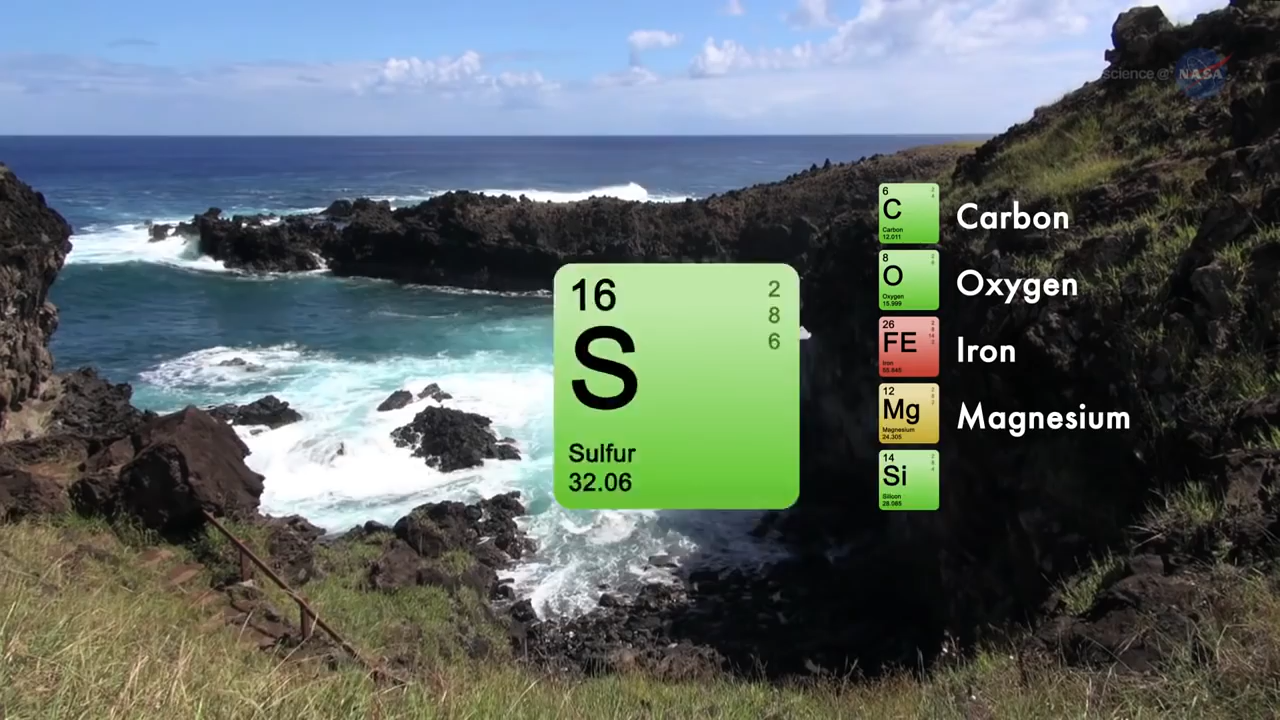 science@ NASA
16
2
8
6
S
Sulfur
32.06
6
C
Carbon
12.011
Carbon
8
O
Oxygen
15.999
Oxygen
26
FE
Iron
55.845
Iron
12
Mg
Magnesium
24.305
Magnesium
14
Si
Silicon
28.085